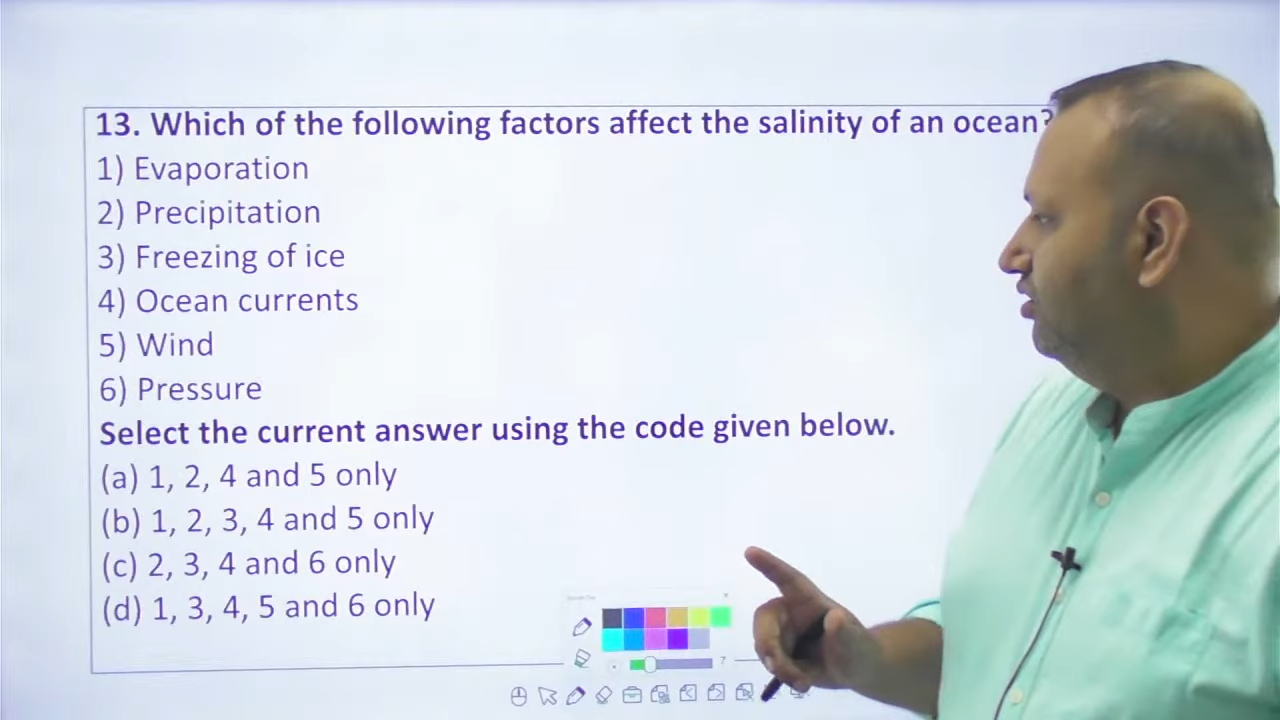 13. Which of the following factors affect the salinity of an ocean?
1) Evaporation
2) Precipitation
3) Freezing of ice
4) Ocean currents
5) Wind
6) Pressure
Select the current answer using the code given below.
(a) 1, 2, 4 and 5 only
(b) 1, 2, 3, 4 and 5 only
(c) 2, 3, 4 and 6 only
(d) 1, 3, 4, 5 and 6 only
7